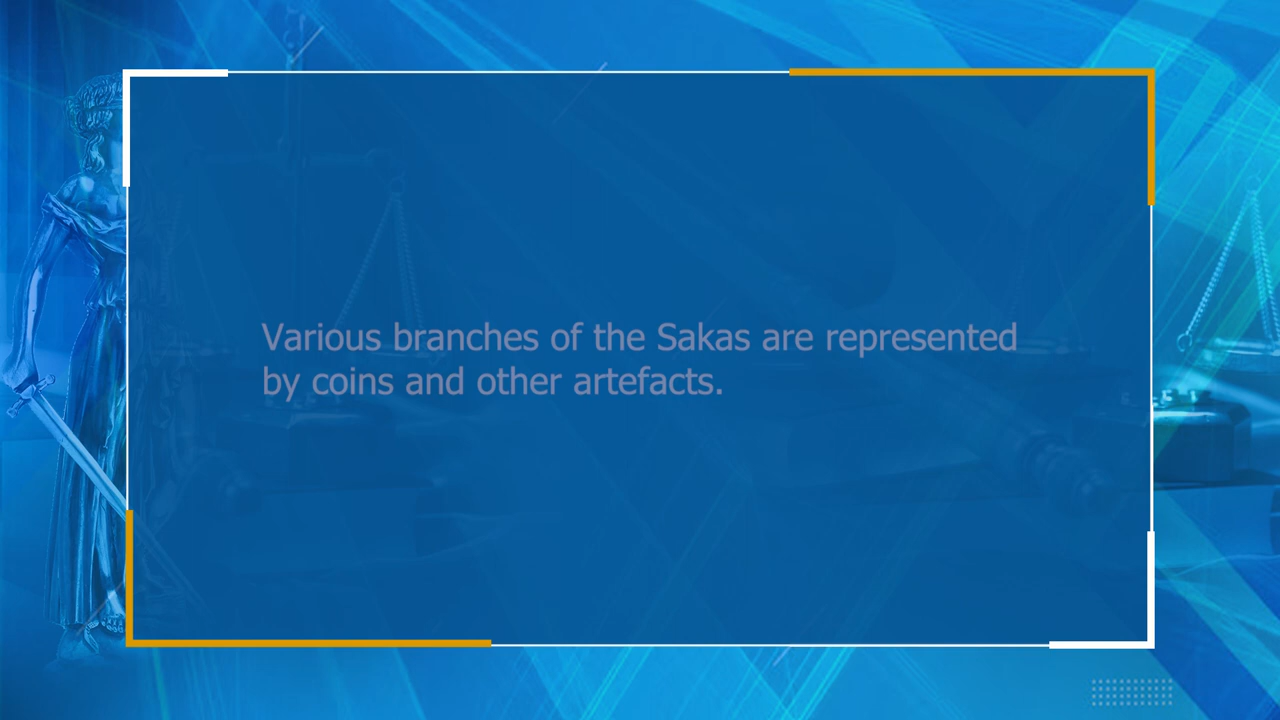 Various branches of the Sakas are represented
by coins and other artefacts.